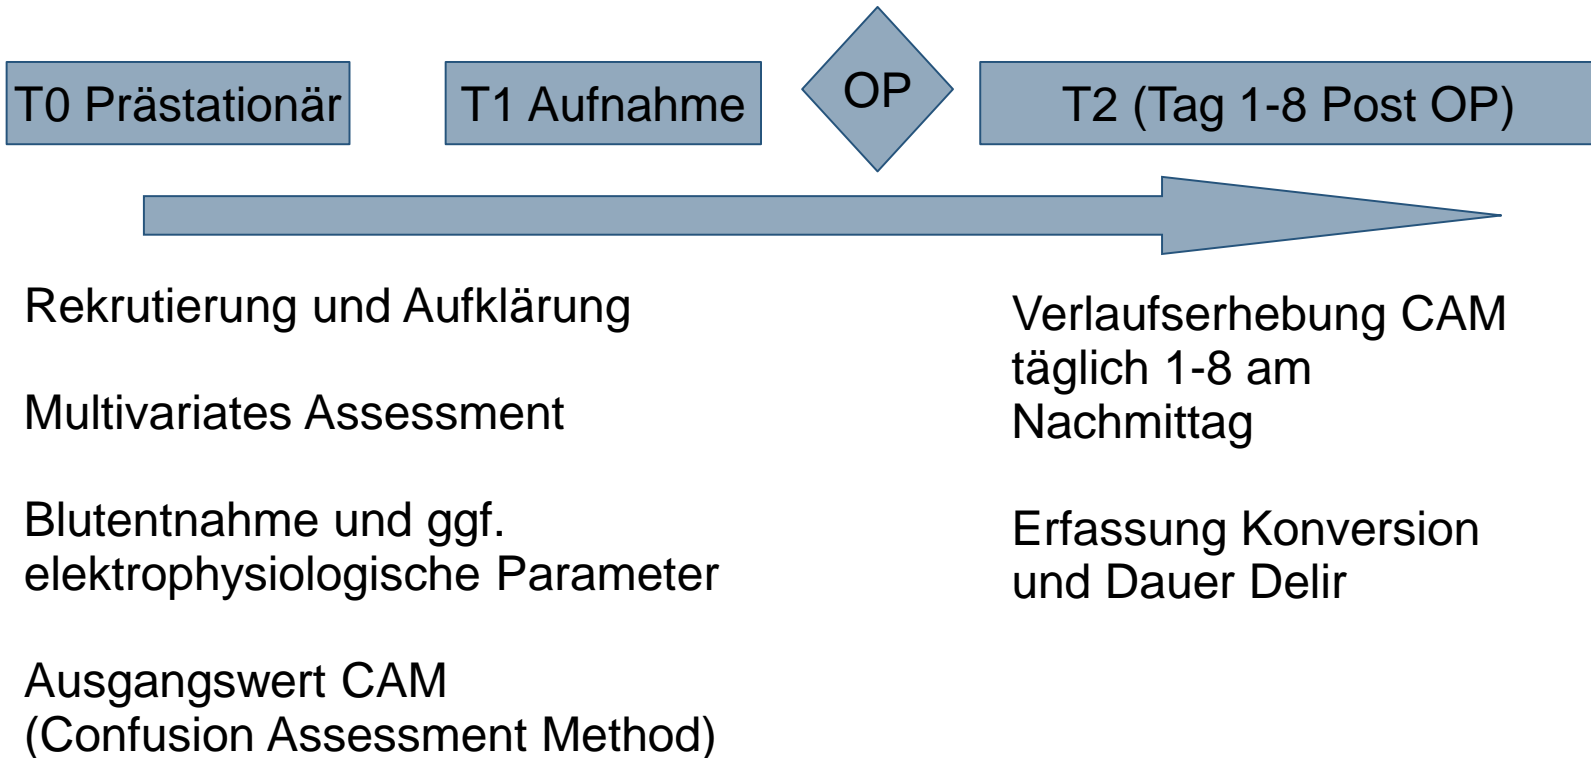 T0 Prästationär
T1 Aufnahme
OP
T2 (Tag 1-8 Post OP)
Rekrutierung und Aufklärung
Multivariates Assessment
Blutentnahme und ggf.
elektrophysiologische Parameter
Ausgangswert CAM
(Confusion Assessment Method)
Verlaufserhebung CAM
täglich 1-8 am
Nachmittag
Erfassung Konversion
und Dauer Delir